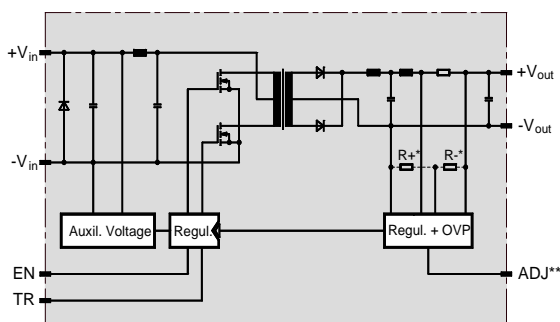 +Vin
+Vout
-Vout
R+*
R-*
-Vin
Auxil. Voltage
Regul.
Regul. + OVP
EN
ADJ**
TR